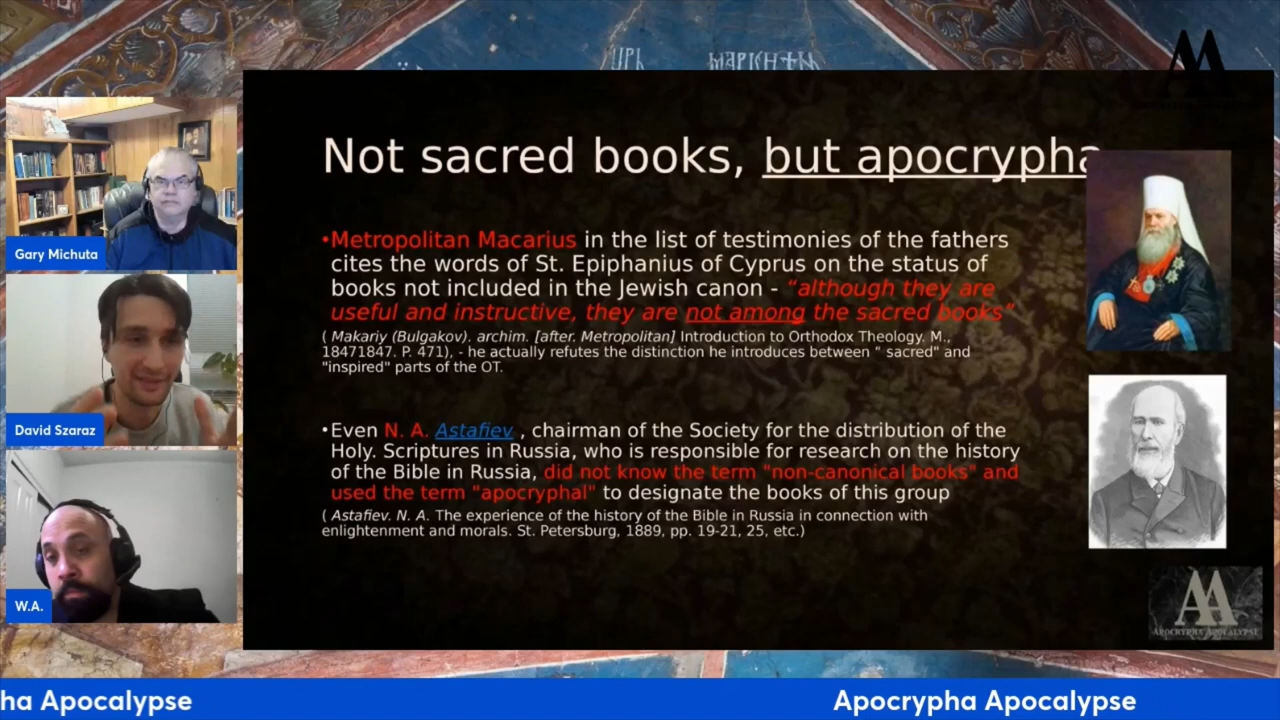 ЦРЬ МАРКНТН
Not sacred books, but apocrypha
•Metropolitan Macarius in the list of testimonies of the fathers
cites the words of St. Epiphanius of Cyprus on the status of
books not included in the Jewish canon - “although they are
useful and instructive, they are not among the sacred books”
( Makariy (Bulgakov). archim. [after. Metropolitan] Introduction to Orthodox Theology. M.,
18471847. P. 471), - he actually refutes the distinction he introduces between " sacred" and
"inspired" parts of the OT.
•Even N. A. Astafiev , chairman of the Society for the distribution of the
Holy. Scriptures in Russia, who is responsible for research on the history
of the Bible in Russia, did not know the term "non-canonical books" and
used the term "apocryphal" to designate the books of this group
( Astafiev. N. A. The experience of the history of the Bible in Russia in connection with
enlightenment and morals. St. Petersburg, 1889, pp. 19-21, 25, etc.)
Gary Michuta
David Szaraz
W.A.
AA
APOCRYPHA APOCALYPSE
ha Apocalypse
Apocrypha Apocalypse